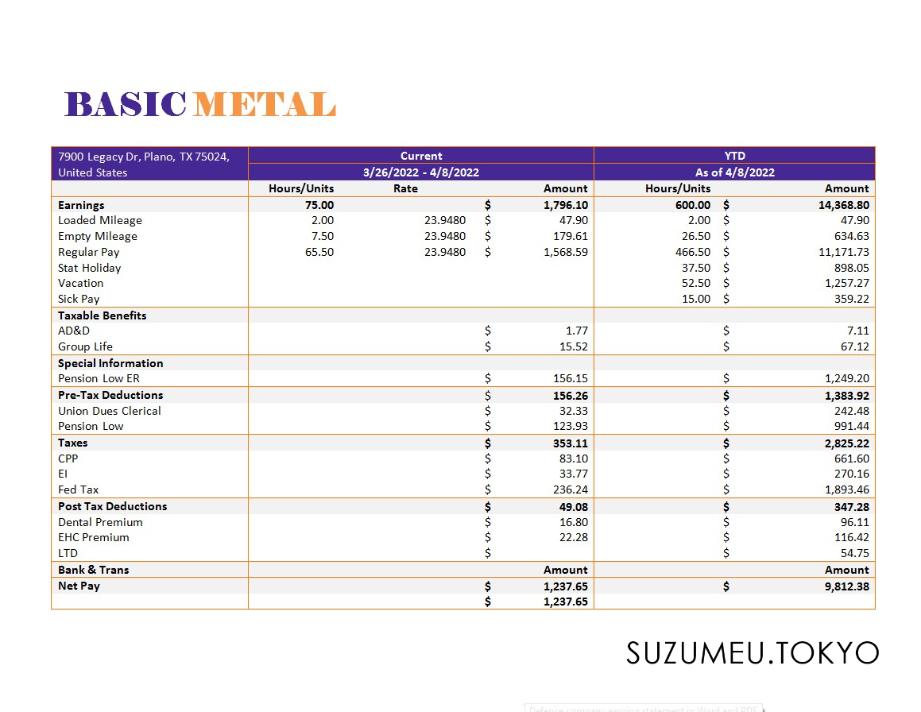 BASIC METAL
7900 Legacy Dr, Plano, TX 75024, United States Current YTD
3/26/2022 - 4/8/2022 As of 4/8/2022
Hours/Units Rate Amount Hours/Units Amount
Earnings 75.00 $ 1,796.10 600.00 $ 14,368.80
Loaded Mileage 2.00 23.9480 $ 47.90 2.00 $ 47.90
Empty Mileage 7.50 23.9480 $ 179.61 26.50 $ 634.63
Regular Pay 65.50 23.9480 $ 1,568.59 466.50 $ 11,171.73
Stat Holiday 37.50 $ 898.05
Vacation 52.50 $ 1,257.27
Sick Pay 15.00 $ 359.22
Taxable Benefits
AD&D $ 1.77 $ 7.11
Group Life $ 15.52 $ 67.12
Special Information
Pension Low ER $ 156.15 $ 1,249.20
Pre-Tax Deductions $ 156.26 $ 1,383.92
Union Dues Clerical $ 32.33 $ 242.48
Pension Low $ 123.93 $ 991.44
Taxes $ 353.11 $ 2,825.22
CPP $ 83.10 $ 661.60
EI $ 33.77 $ 270.16
Fed Tax $ 236.24 $ 1,893.46
Post Tax Deductions $ 49.08 $ 347.28
Dental Premium $ 16.80 $ 96.11
EHC Premium $ 22.28 $ 116.42
LTD $ $ 54.75
Bank & Trans Amount Amount
Net Pay $ 1,237.65 $ 9,812.38
$ 1,237.65
SUZUMEU.TOKYO